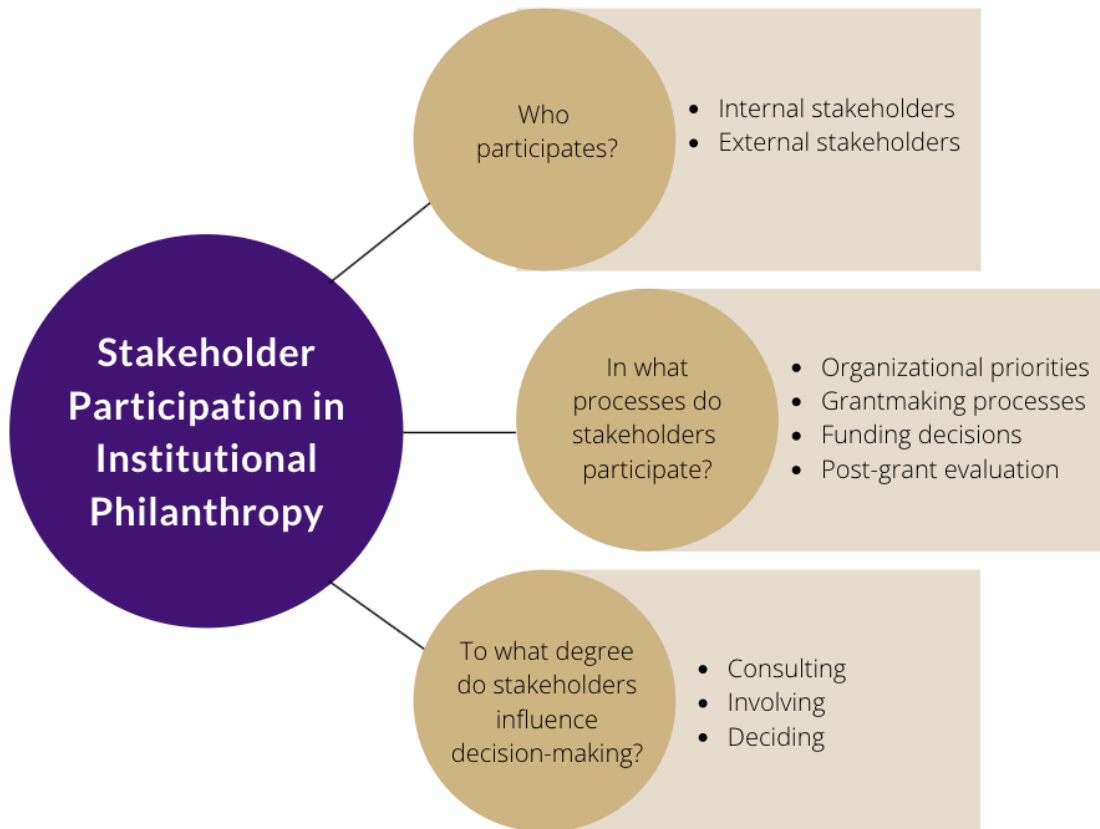 Stakeholder
Participation in
Institutional
Philanthropy
Who
participates?
• Internal stakeholders
• External stakeholders
In what
processes do
stakeholders
participate?
• Organizational priorities
• Grantmaking processes
• Funding decisions
• Post-grant evaluation
To what degree
do stakeholders
influence
decision-making?
• Consulting
• Involving
• Deciding